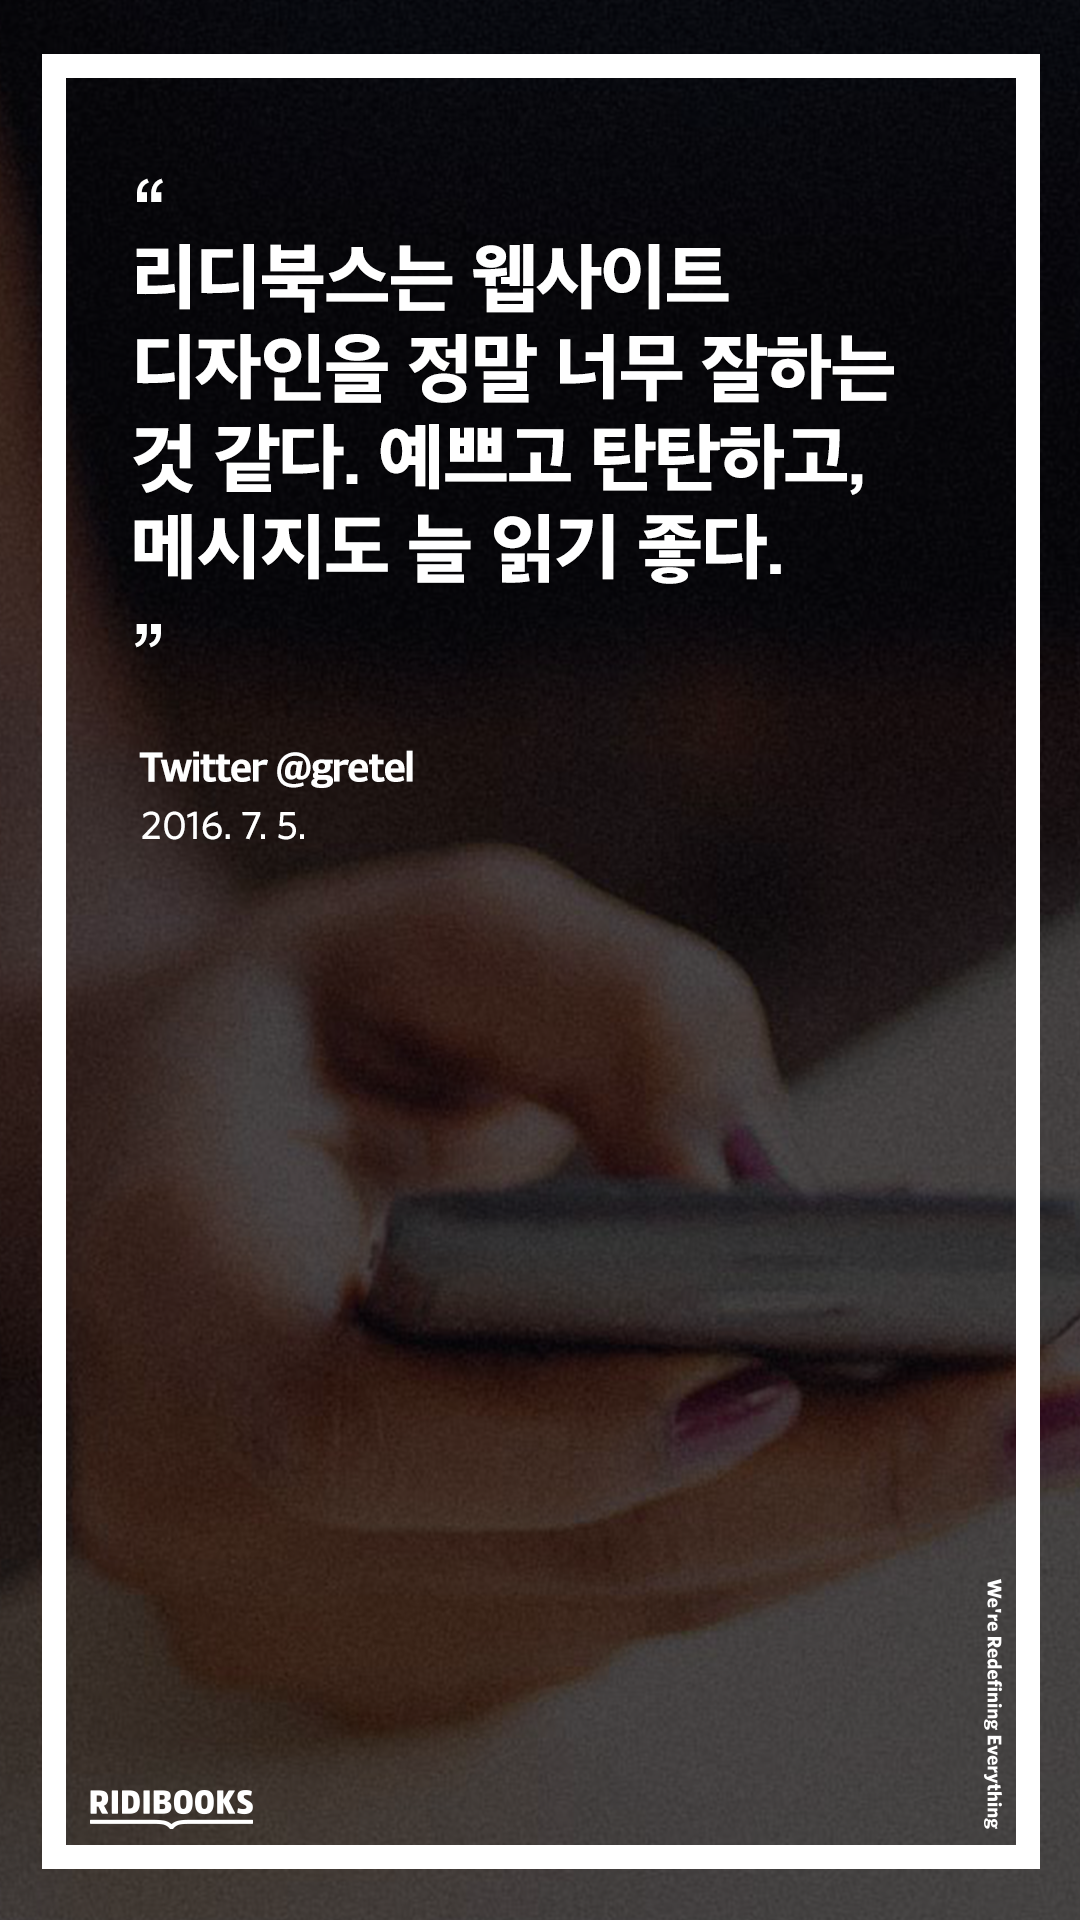 “
리디북스는 웹사이트
디자인을 정말 너무 잘하는
것 같다. 예쁘고 탄탄하고,
메시지도 늘 읽기 좋다.
”
Twitter @gretel
2016. 7. 5.
We're Redefining Everything
RIDIBOOKS